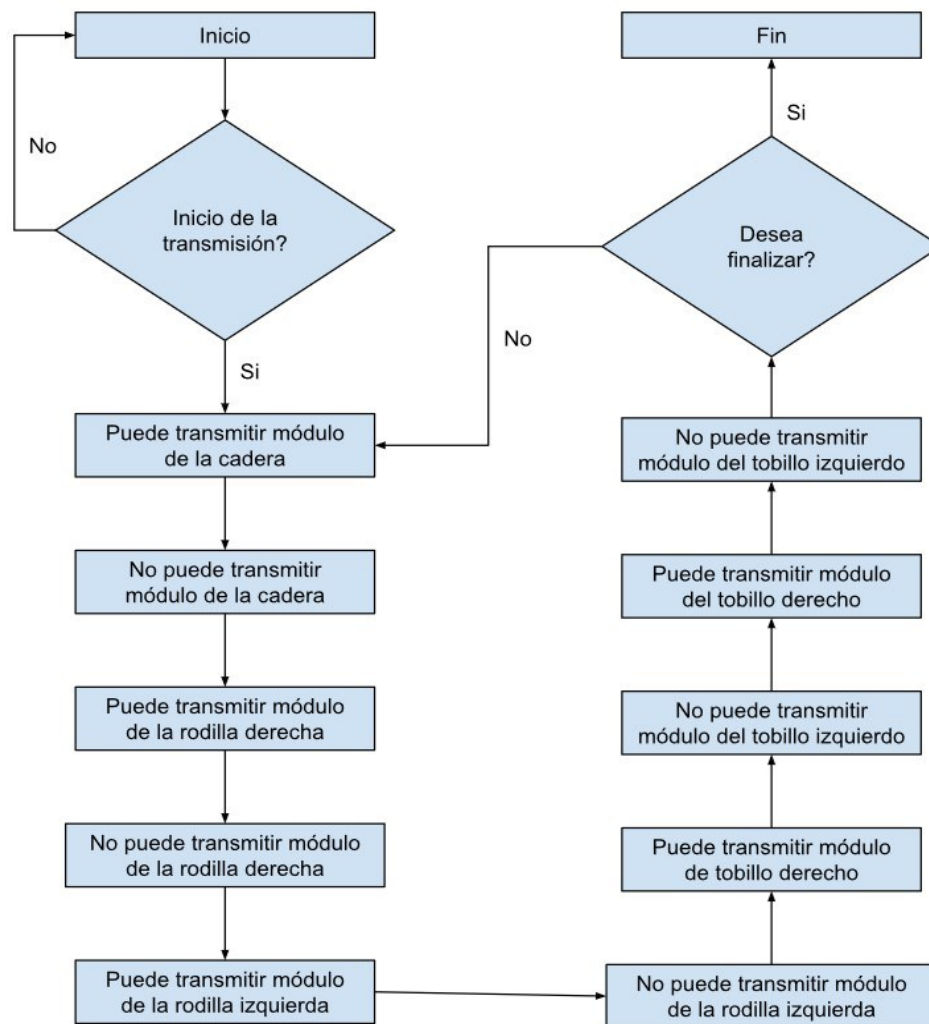 Inicio
No
Inicio de la
transmisión?
Si
Puede transmitir módulo
de la cadera
No puede transmitir
módulo de la cadera
Puede transmitir módulo
de la rodilla derecha
No puede transmitir módulo
de la rodilla derecha
Puede transmitir módulo
de la rodilla izquierda
No puede transmitir módulo
de la rodilla izquierda
Puede transmitir módulo
de tobillo derecho
No puede transmitir
módulo del tobillo izquierdo
Puede transmitir módulo
del tobillo derecho
No puede transmitir
módulo del tobillo izquierdo
Desea
finalizar?
No
Si
Fin